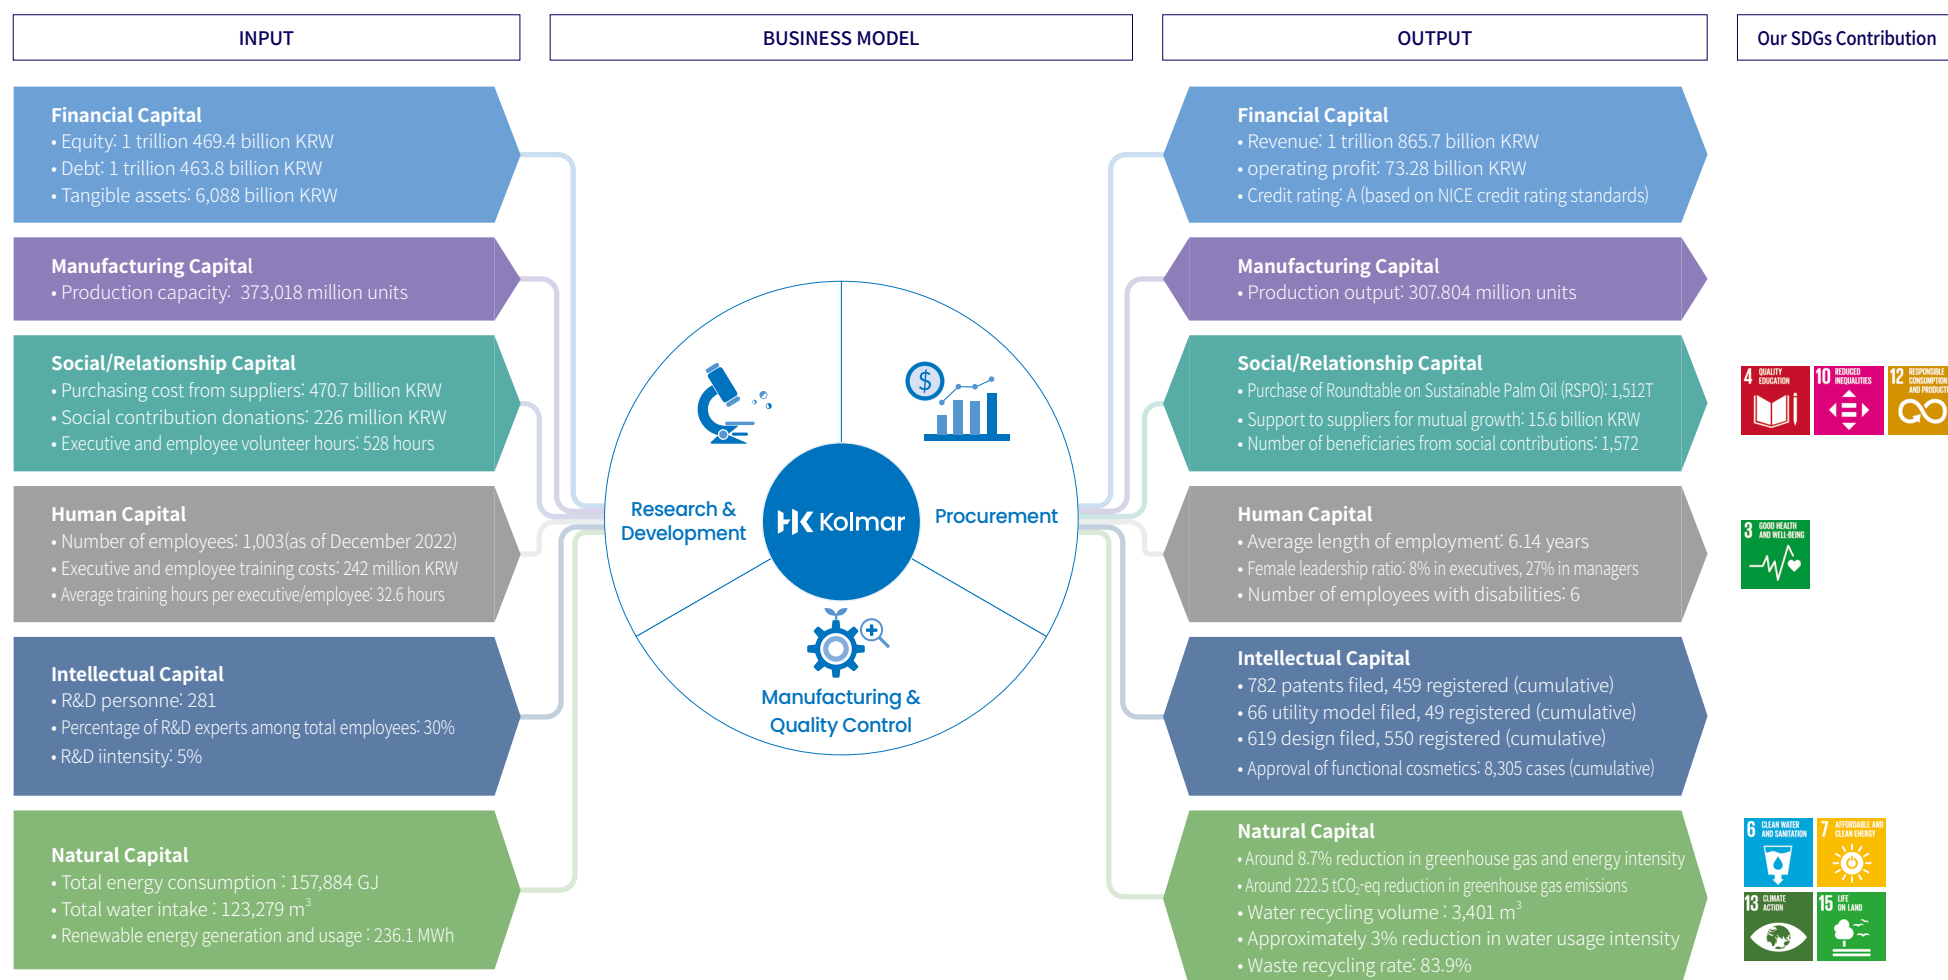 INPUT
BUSINESS MODEL
OUTPUT
Our SDGs Contribution
Financial Capital
• Equity: 1 trillion 469.4 billion KRW
• Debt: 1 trillion 463.8 billion KRW
• Tangible assets: 6,088 billion KRW
Manufacturing Capital
• Production capacity: 373,018 million units
Social/Relationship Capital
• Purchasing cost from suppliers: 470.7 billion KRW
• Social contribution donations: 226 million KRW
• Executive and employee volunteer hours: 528 hours
Human Capital
• Number of employees: 1,003(as of December 2022)
• Executive and employee training costs: 242 million KRW
• Average training hours per executive/employee: 32.6 hours
Intellectual Capital
• R&D personne: 281
• Percentage of R&D experts among total employees: 30%
• R&D iintensity: 5%
Natural Capital
• Total energy consumption : 157,884 GJ
• Total water intake : 123,279 m³
• Renewable energy generation and usage : 236.1 MWh
$
Research &
Development
HK Kolmar
Procurement
Manufacturing &
Quality Control
Financial Capital
• Revenue: 1 trillion 865.7 billion KRW
• operating profit: 73.28 billion KRW
• Credit rating: A (based on NICE credit rating standards)
Manufacturing Capital
• Production output: 307.804 million units
Social/Relationship Capital
• Purchase of Roundtable on Sustainable Palm Oil (RSPO): 1,512T
• Support to suppliers for mutual growth: 15.6 billion KRW
• Number of beneficiaries from social contributions: 1,572
Human Capital
• Average length of employment: 6.14 years
• Female leadership ratio: 8% in executives, 27% in managers
• Number of employees with disabilities: 6
Intellectual Capital
• 782 patents filed, 459 registered (cumulative)
• 66 utility model filed, 49 registered (cumulative)
• 619 design filed, 550 registered (cumulative)
• Approval of functional cosmetics: 8,305 cases (cumulative)
Natural Capital
• Around 8.7% reduction in greenhouse gas and energy intensity
• Around 222.5 tCO₂-eq reduction in greenhouse gas emissions
• Water recycling volume : 3,401 m³
• Approximately 3% reduction in water usage intensity
• Waste recycling rate: 83.9%
4 QUALITY
EDUCATION
10 REDUCED
INEQUALITIES
12 RESPONSIBLE
CONSUMPTION
AND PRODUCTI
3 GOOD HEALTH
AND WELL-BEING
6 CLEAN WATER
AND SANITATION
7 AFFORDABLE AND
CLEAN ENERGY
13 CLIMATE
ACTION
15 LIFE
ON LAND